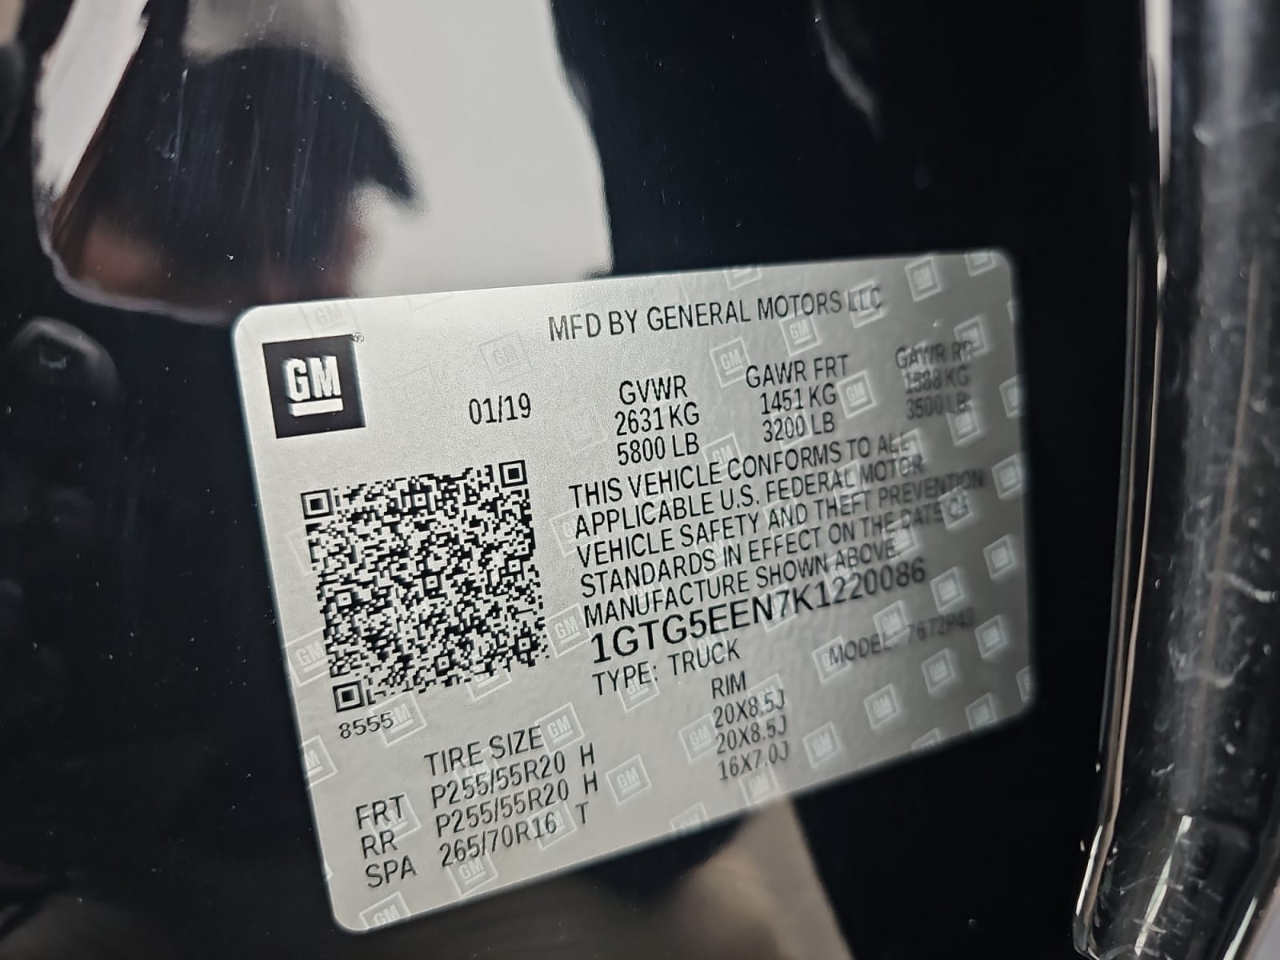 MFD BY GENERAL MOTORS LLC
GM
01/19
GVWR
2631 KG
5800 LB
GAWR FRT
1451 KG
3200 LB
GAWR RR
1588 KG
3500 LB
THIS VEHICLE CONFORMS TO ALL
APPLICABLE U.S. FEDERAL MOTOR
VEHICLE SAFETY AND THEFT PREVENTION
STANDARDS IN EFFECT ON THE DATE OF
MANUFACTURE SHOWN ABOVE.
1GTG5EEN7K1220086
TYPE: TRUCK
MODEL:
8555
TIRE SIZE RIM
FRT P255/55R20 H 20X8.5J
RR P255/55R20 H 20X8.5J
SPA 265/70R16 T 16X7.0J